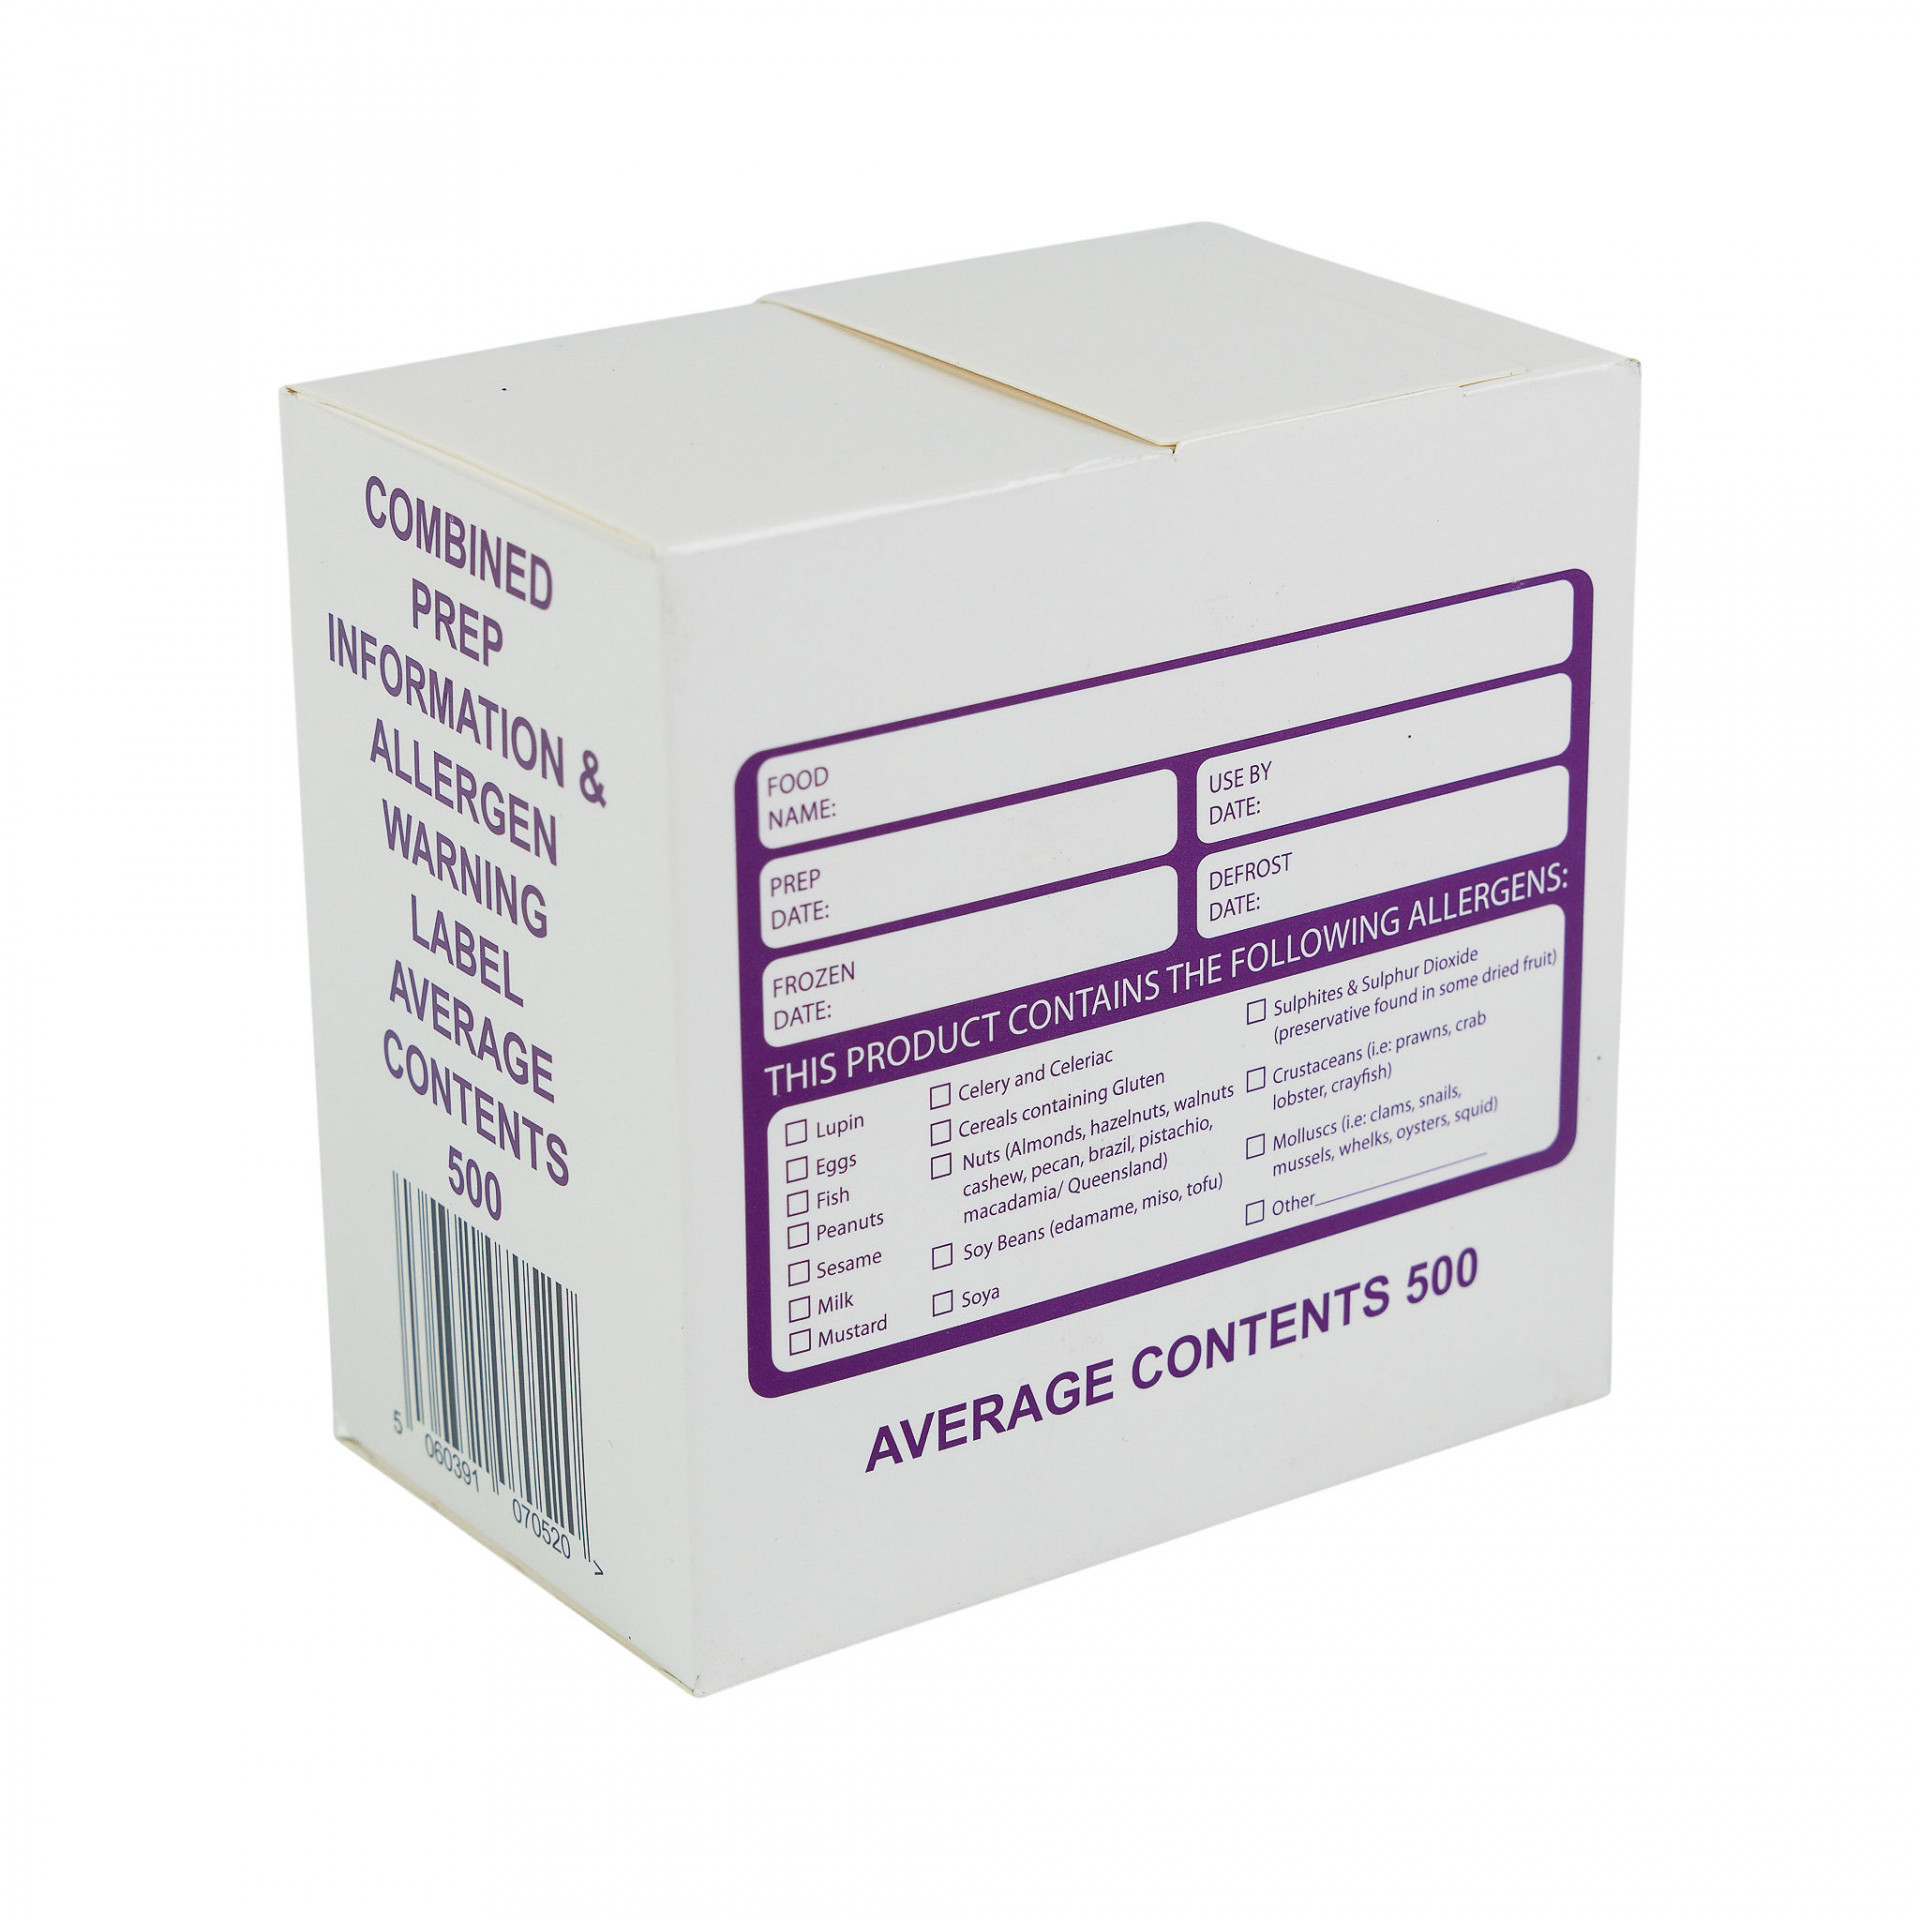 COMBINED
PREP
INFORMATION &
ALLERGEN
WARNING
LABEL
AVERAGE
CONTENTS
500
5 060391 070520 >
FOOD
NAME:
PREP
DATE:
USE BY
DATE:
FROZEN
DATE:
DEFROST
DATE:
THIS PRODUCT CONTAINS THE FOLLOWING ALLERGENS:
Lupin
Eggs
Fish
Peanuts
Sesame
Milk
Mustard
Celery and Celeriac
Cereals containing Gluten
Nuts (Almonds, hazelnuts, walnuts
cashew, pecan, brazil, pistachio,
macadamia/ Queensland)
Soy Beans (edamame, miso, tofu)
Soya
Sulphites & Sulphur Dioxide
(preservative found in some dried fruit)
Crustaceans (i.e: prawns, crab
lobster, crayfish)
Molluscs (i.e: clams, snails,
mussels, whelks, oysters, squid)
Other
AVERAGE CONTENTS 500